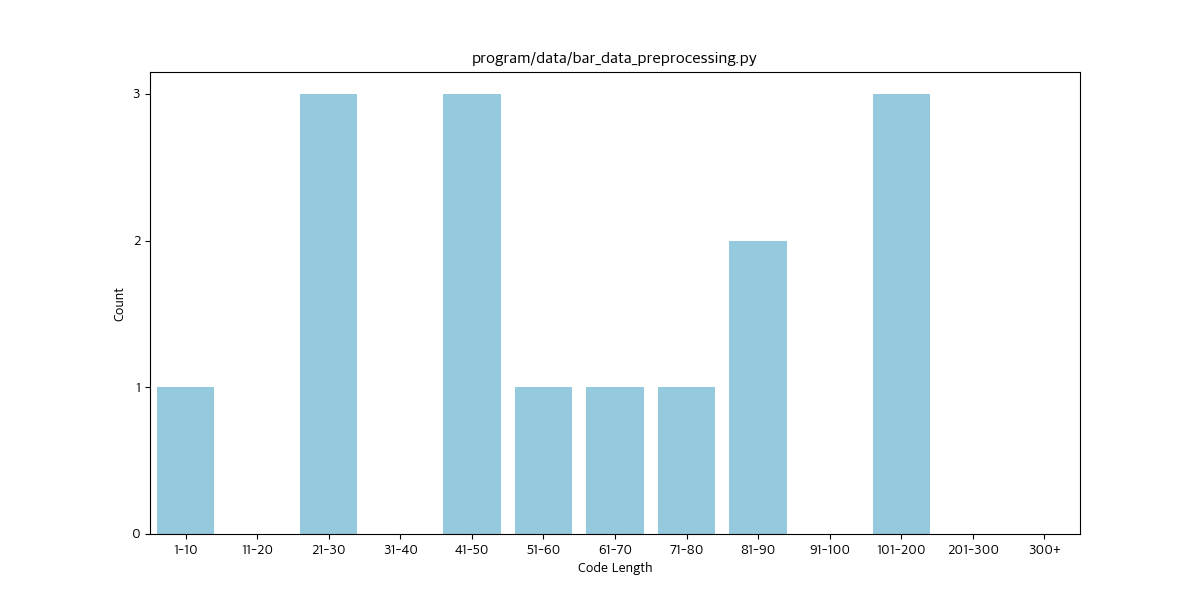 program/data/bar_data_preprocessing.py
3
2
1
0
Count
1-10 11-20 21-30 31-40 41-50 51-60 61-70 71-80 81-90 91-100 101-200 201-300 300+
Code Length